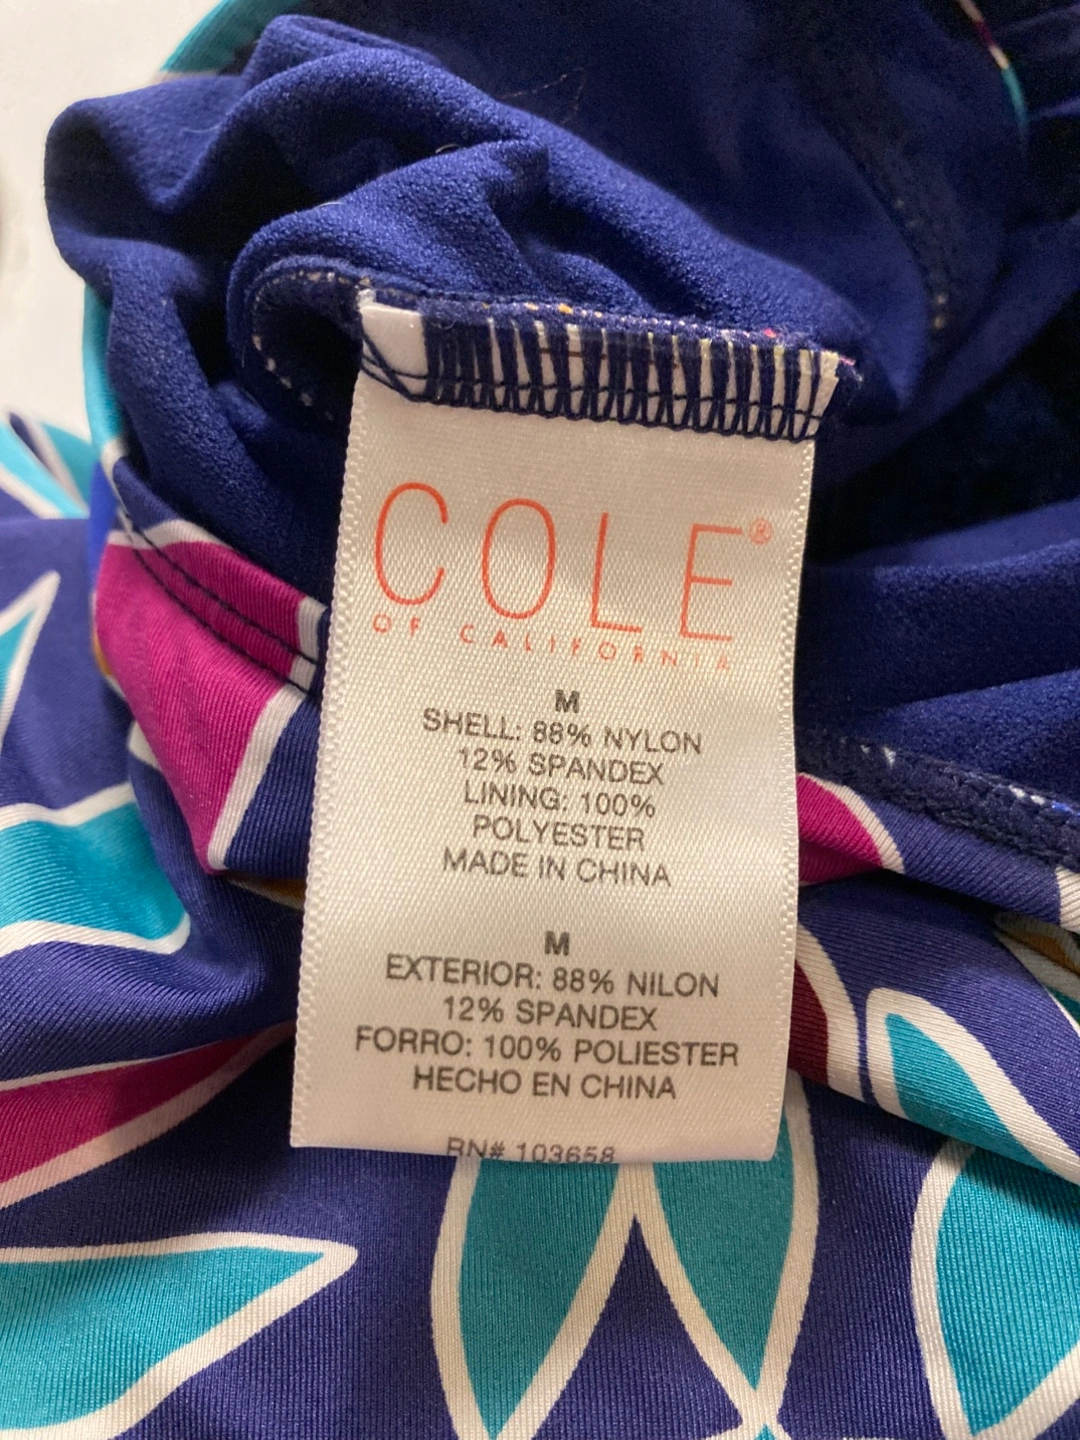 COLE®
OF CALIFORNIA
M
SHELL: 88% NYLON
12% SPANDEX
LINING: 100%
POLYESTER
MADE IN CHINA
M
EXTERIOR: 88% NILON
12% SPANDEX
FORRO: 100% POLIESTER
HECHO EN CHINA
RN# 103658